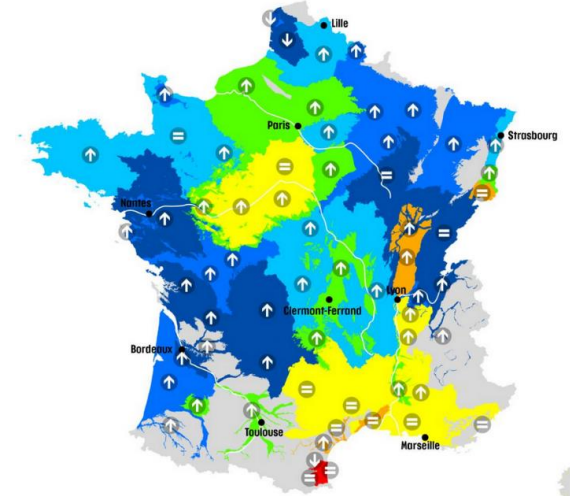 Lille
Paris
Strasbourg
Nantes
Lyon
Clermont-Ferrand
Bordeaux
Toulouse
Marseille